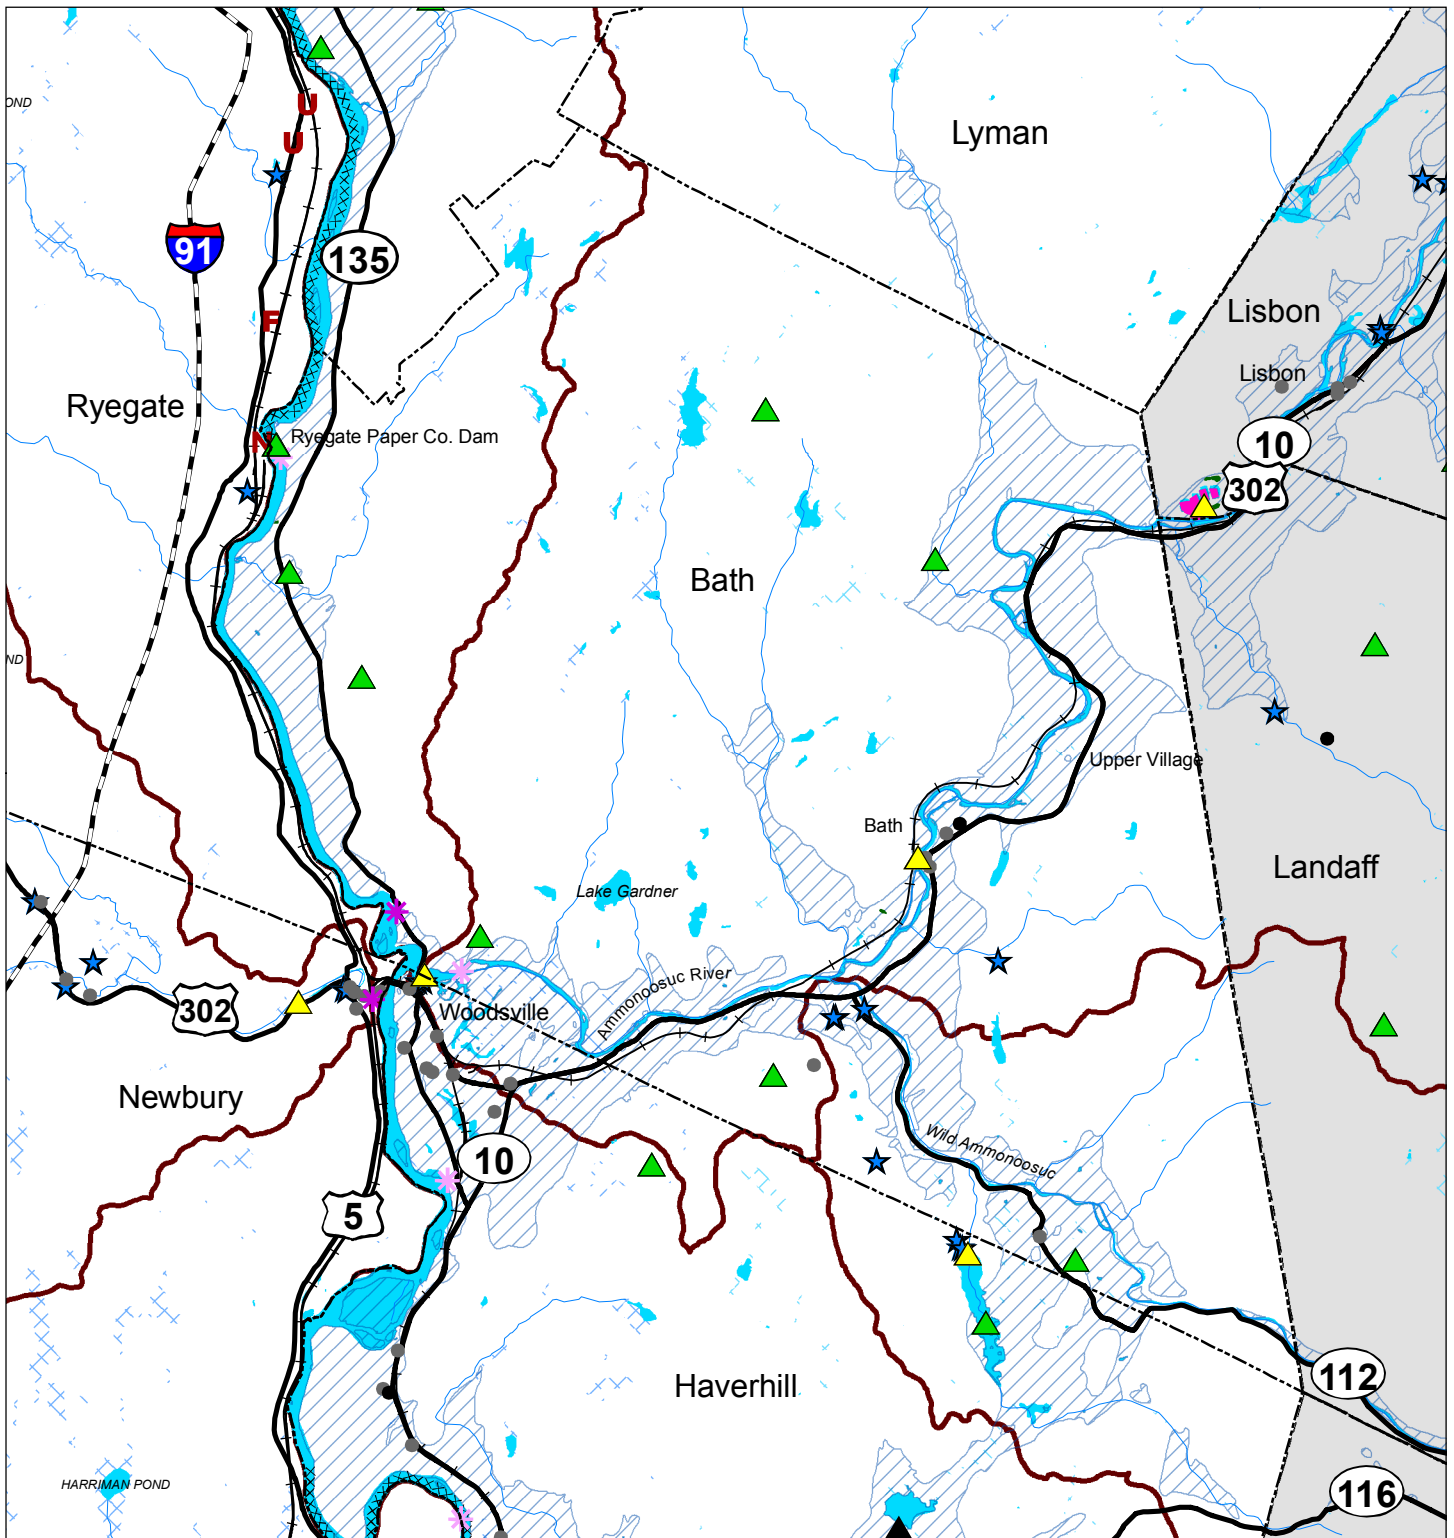 OND
Lyman
U
U
91
135
Lisbon
F
Lisbon
Ryegate
N
Ryegate Paper Co. Dam
10
302
Bath
ND
Upper Village
Bath
Landaff
Lake Gardner
Ammonoosuc River
302
Woodsville
Newbury
Wild Ammonoosuc
10
5
Haverhill
112
HARRIMAN POND
116